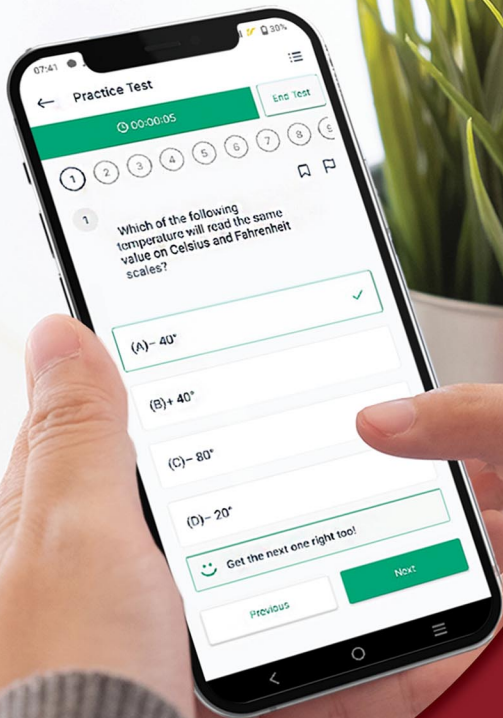 07:41
30%
← Practice Test
00:00:05
End Test
1 2 3 4 5 6 7 8
1
Which of the following
temperature will read the same
value on Celsius and Fahrenheit
scales?
(A)– 40°
(B)+ 40°
(C)– 80°
(D)– 20°
Get the next one right too!
Previous
Next